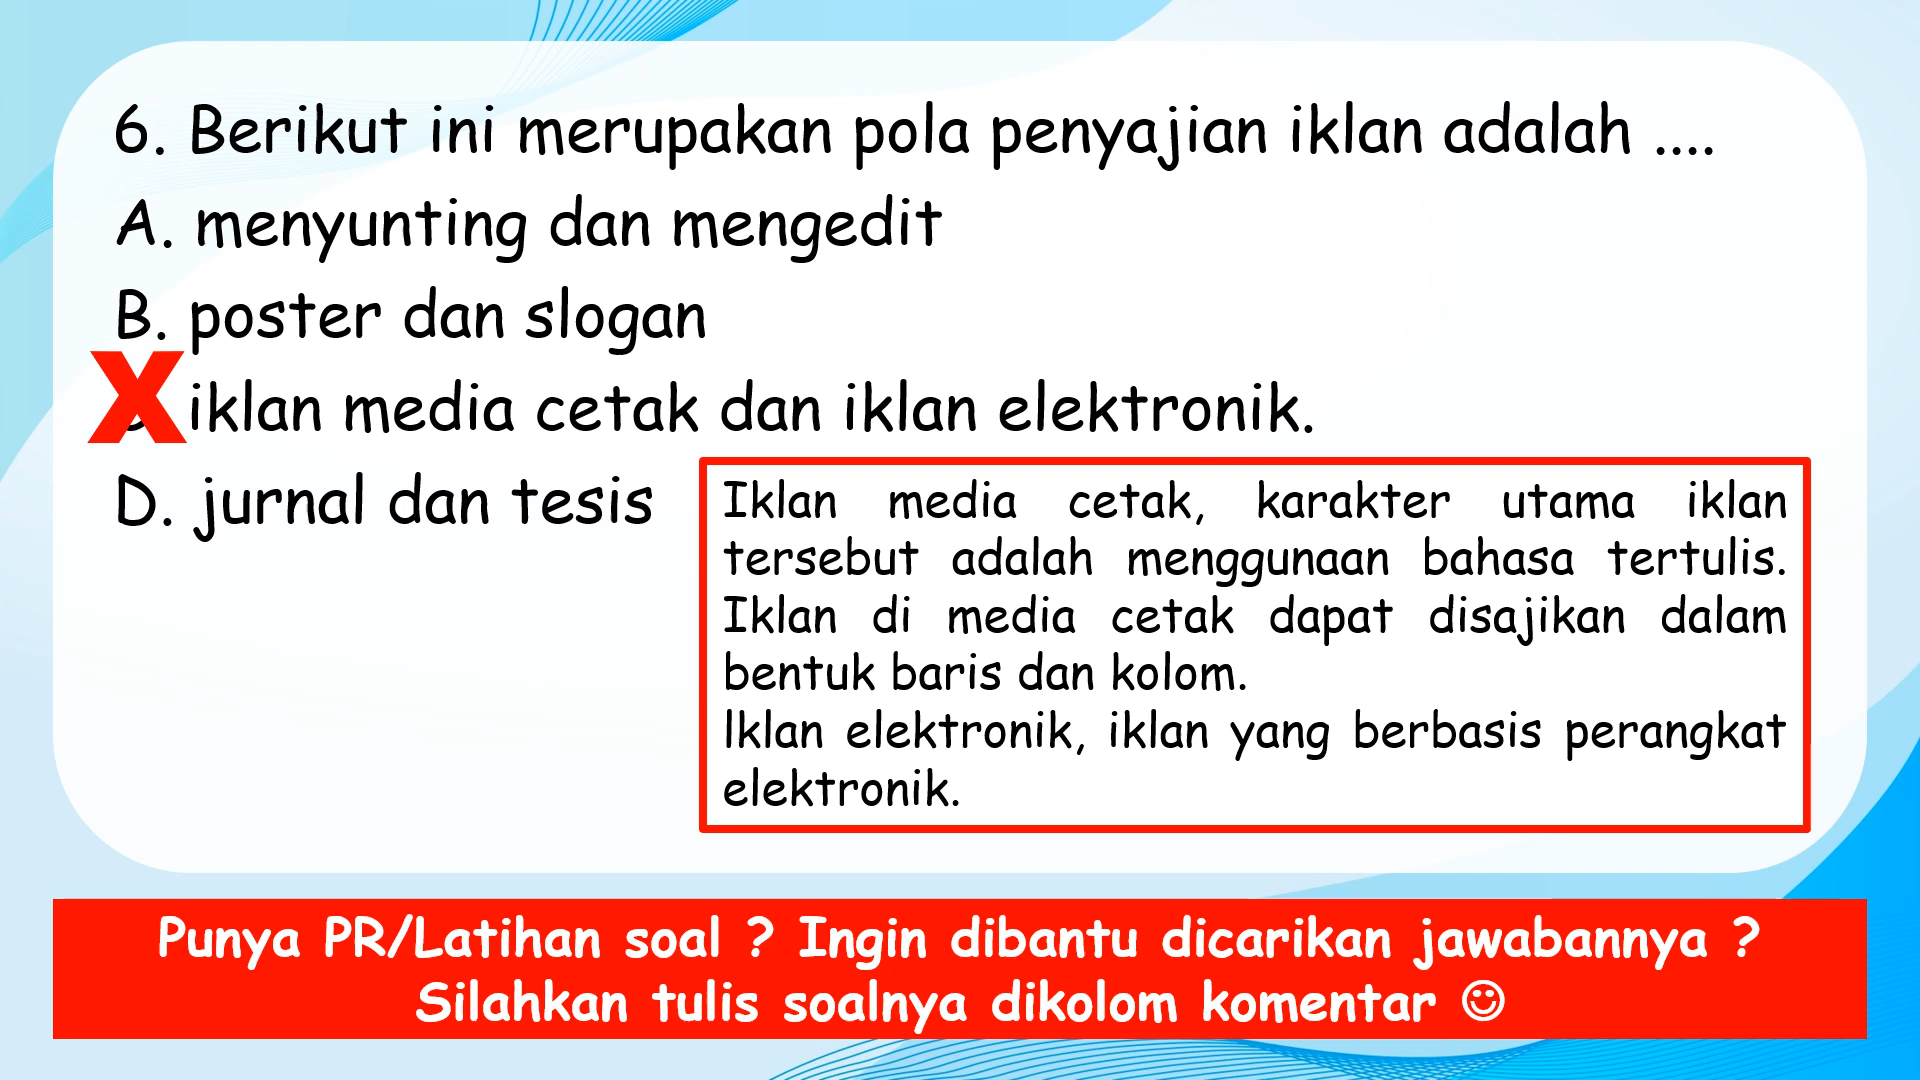 6. Berikut ini merupakan pola penyajian iklan adalah ....
A. menyunting dan mengedit
B. poster dan slogan
X iklan media cetak dan iklan elektronik.
D. jurnal dan tesis
Iklan media cetak, karakter utama iklan
tersebut adalah menggunaan bahasa tertulis.
Iklan di media cetak dapat disajikan dalam
bentuk baris dan kolom.
lklan elektronik, iklan yang berbasis perangkat
elektronik.
Punya PR/Latihan soal ? Ingin dibantu dicarikan jawabannya ?
Silahkan tulis soalnya dikolom komentar ☺